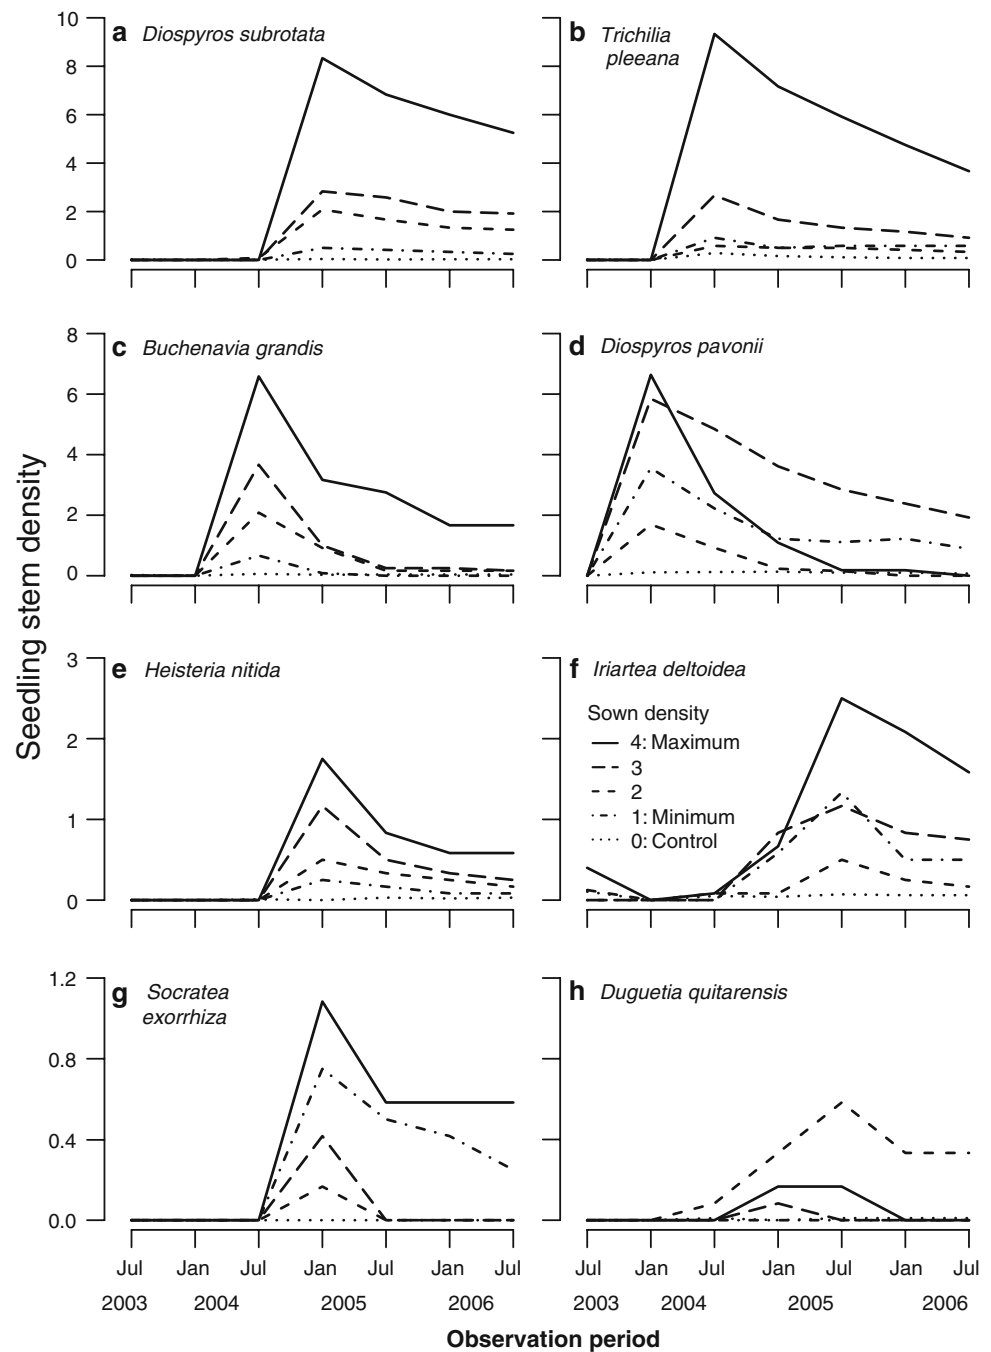 a Diospyros subrotata
b Trichilia
pleeana
10
8
6
4
2
0
c Buchenavia grandis
d Diospyros pavonii
8
6
4
2
0
Seedling stem density
e Heisteria nitida
f Iriartea deltoidea
3
2
1
0
Sown density
4: Maximum
3
2
1: Minimum
0: Control
g Socratea
exorrhiza
h Duguetia quitarensis
1.2
0.8
0.4
0.0
Jul Jan Jul Jan Jul Jan Jul
2003 2004 2005 2006
Jul Jan Jul Jan Jul Jan Jul
2003 2004 2005 2006
Observation period